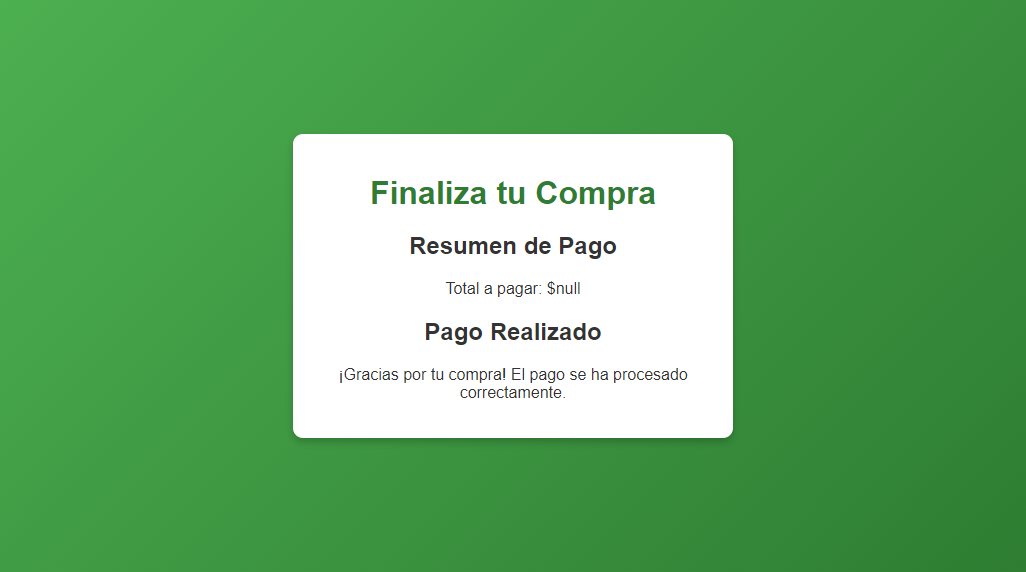 Finaliza tu Compra
Resumen de Pago
Total a pagar: $null
Pago Realizado
¡Gracias por tu compra! El pago se ha procesado
correctamente.